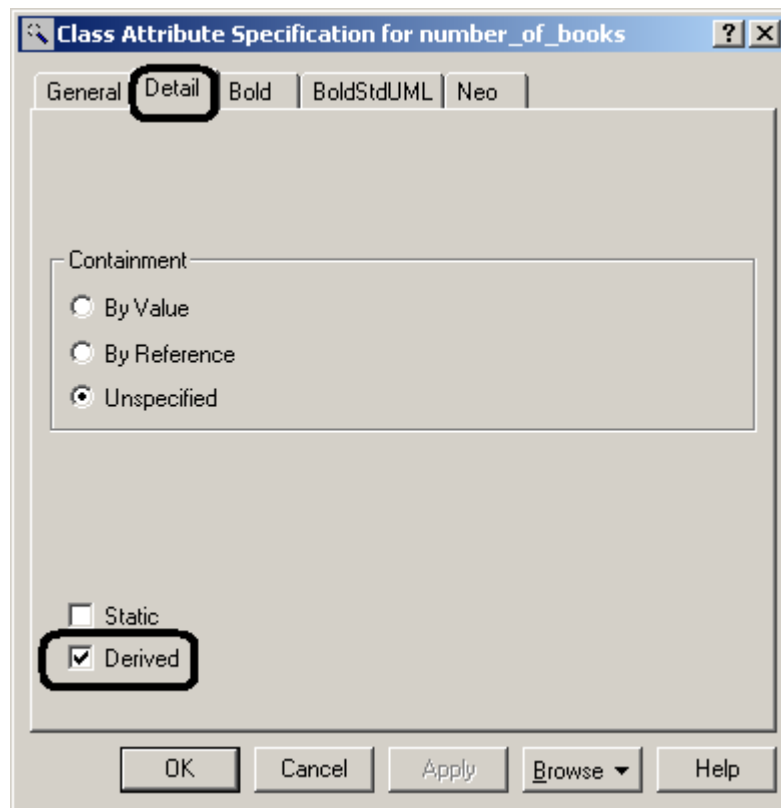 Class Attribute Specification for number_of_books
General Detail Bold BoldStdUML Neo
Containment
By Value
By Reference
Unspecified
Static
Derived
OK Cancel Apply Browse Help